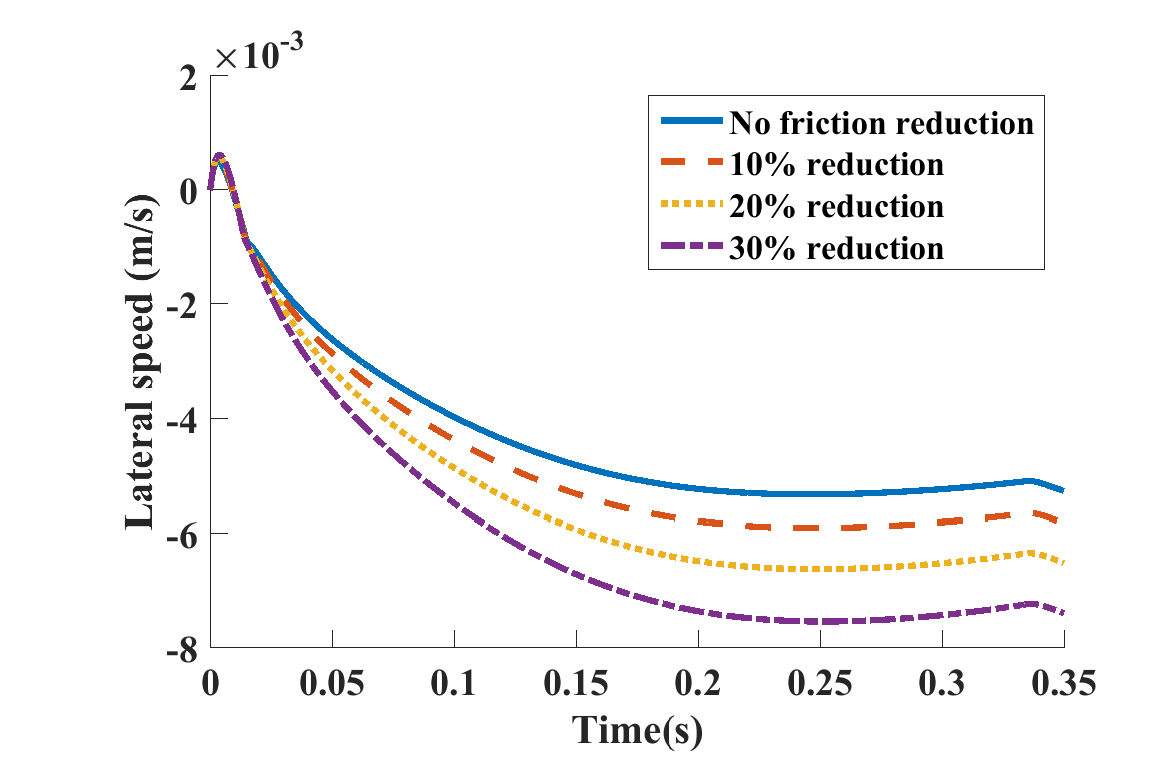 ×10-3
2
0
-2
-4
-6
-8
Lateral speed (m/s)
No friction reduction
10% reduction
20% reduction
30% reduction
0 0.05 0.1 0.15 0.2 0.25 0.3 0.35
Time(s)